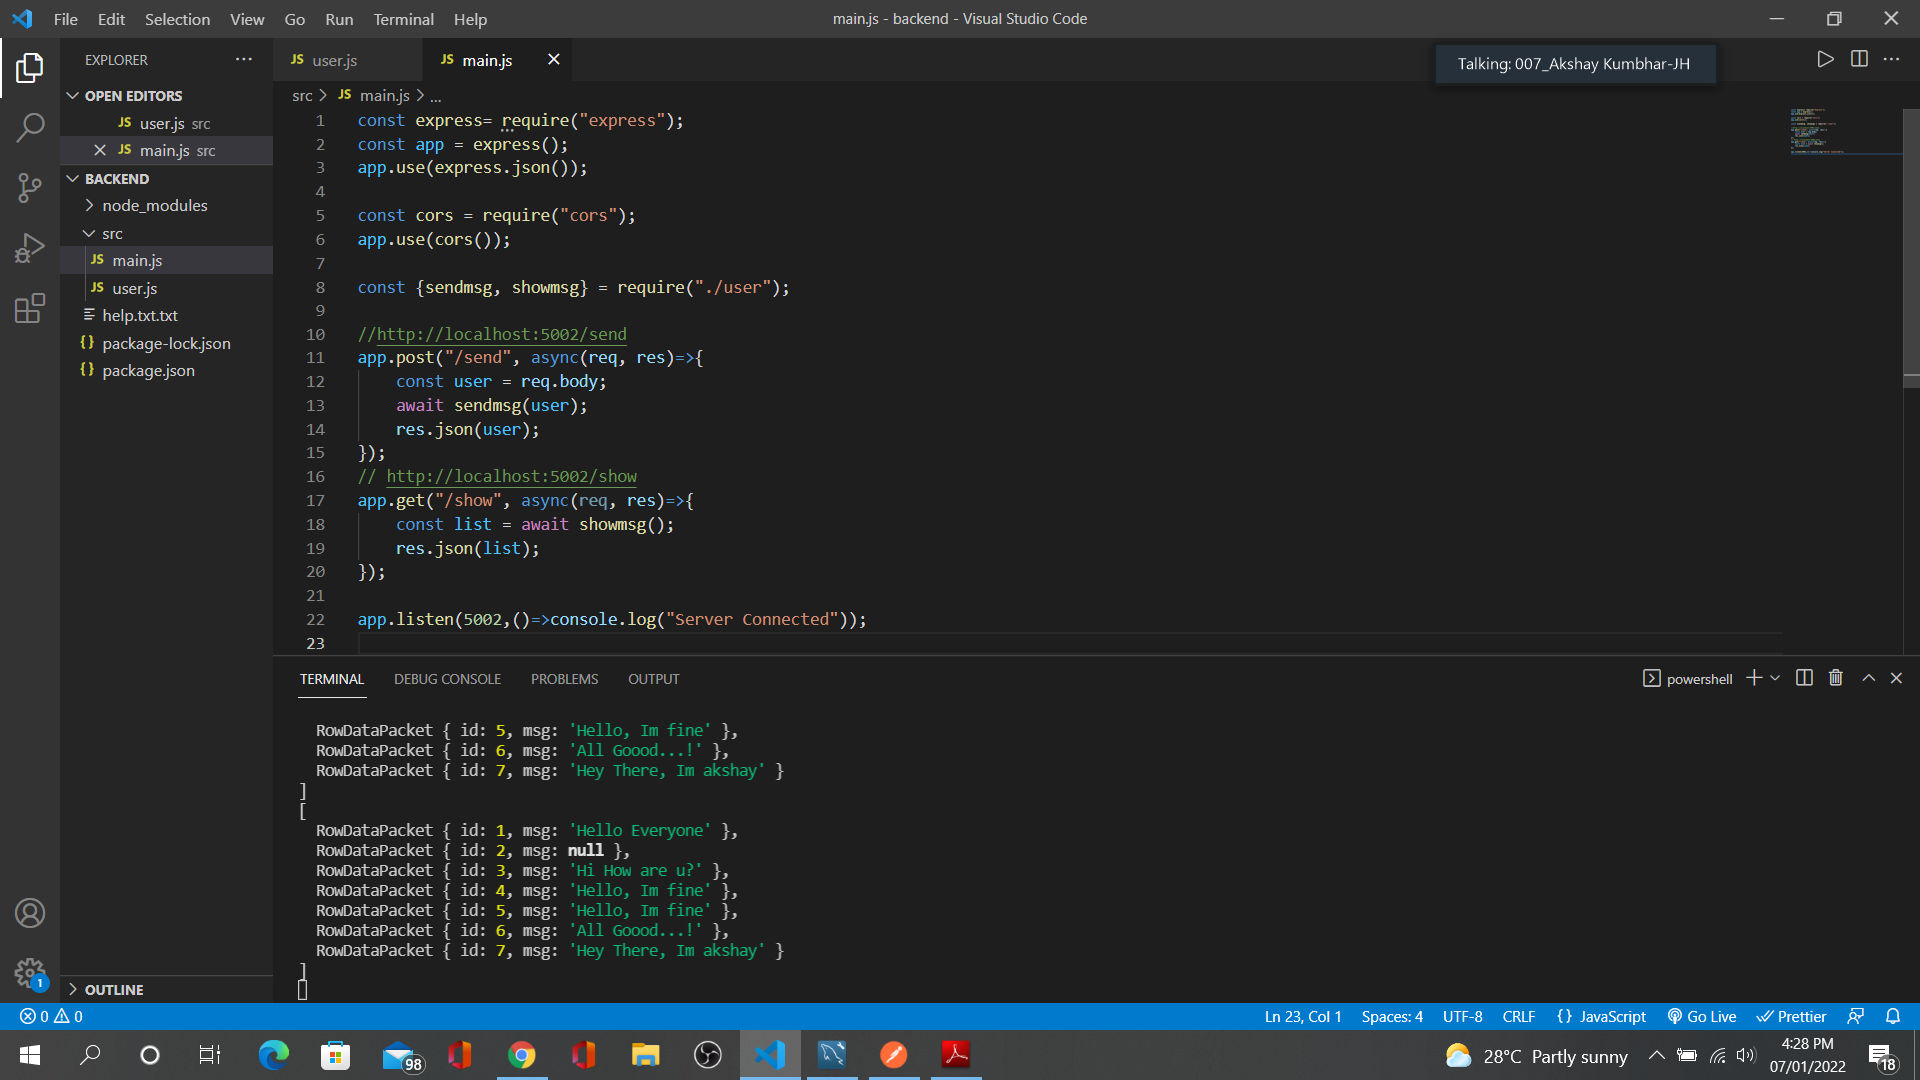 File Edit Selection View Go Run Terminal Help
main.js - backend - Visual Studio Code
EXPLORER
JS user.js
JS main.js
Talking: 007_Akshay Kumbhar-JH
OPEN EDITORS
JS user.js src
JS main.js src
BACKEND
node_modules
src
JS main.js
JS user.js
help.txt.txt
{} package-lock.json
{} package.json
OUTLINE
src > JS main.js > ...
1 const express= require("express");
2 const app = express();
3 app.use(express.json());
4
5 const cors = require("cors");
6 app.use(cors());
7
8 const {sendmsg, showmsg} = require("./user");
9
10 //http://localhost:5002/send
11 app.post("/send", async(req, res)=>{
12 const user = req.body;
13 await sendmsg(user);
14 res.json(user);
15 });
16 // http://localhost:5002/show
17 app.get("/show", async(req, res)=>{
18 const list = await showmsg();
19 res.json(list);
20 });
21
22 app.listen(5002,()=>console.log("Server Connected"));
23
TERMINAL DEBUG CONSOLE PROBLEMS OUTPUT
powershell
RowDataPacket { id: 5, msg: 'Hello, Im fine' },
RowDataPacket { id: 6, msg: 'All Goood...!' },
RowDataPacket { id: 7, msg: 'Hey There, Im akshay' }
]
[
RowDataPacket { id: 1, msg: 'Hello Everyone' },
RowDataPacket { id: 2, msg: null },
RowDataPacket { id: 3, msg: 'Hi How are u?' },
RowDataPacket { id: 4, msg: 'Hello, Im fine' },
RowDataPacket { id: 5, msg: 'Hello, Im fine' },
RowDataPacket { id: 6, msg: 'All Goood...!' },
RowDataPacket { id: 7, msg: 'Hey There, Im akshay' }
]
1
0 0
Ln 23, Col 1 Spaces: 4 UTF-8 CRLF {} JavaScript Go Live Prettier
98
28°C Partly sunny
4:28 PM
07/01/2022
18